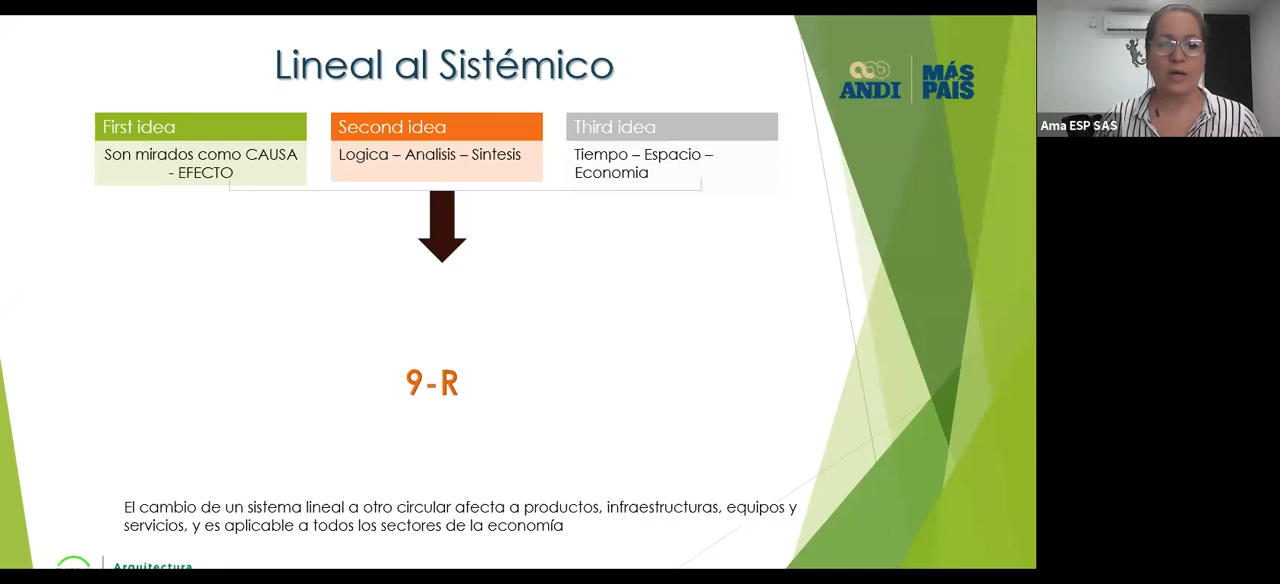 Lineal al Sistémico
ANDI
MÁS
PAÍS
First idea
Son mirados como CAUSA
- EFECTO
Second idea
Logica – Analisis – Sintesis
Third idea
Tiempo – Espacio –
Economia
9-R
El cambio de un sistema lineal a otro circular afecta a productos, infraestructuras, equipos y
servicios, y es aplicable a todos los sectores de la economía
Arquitectura
Ama ESP SAS